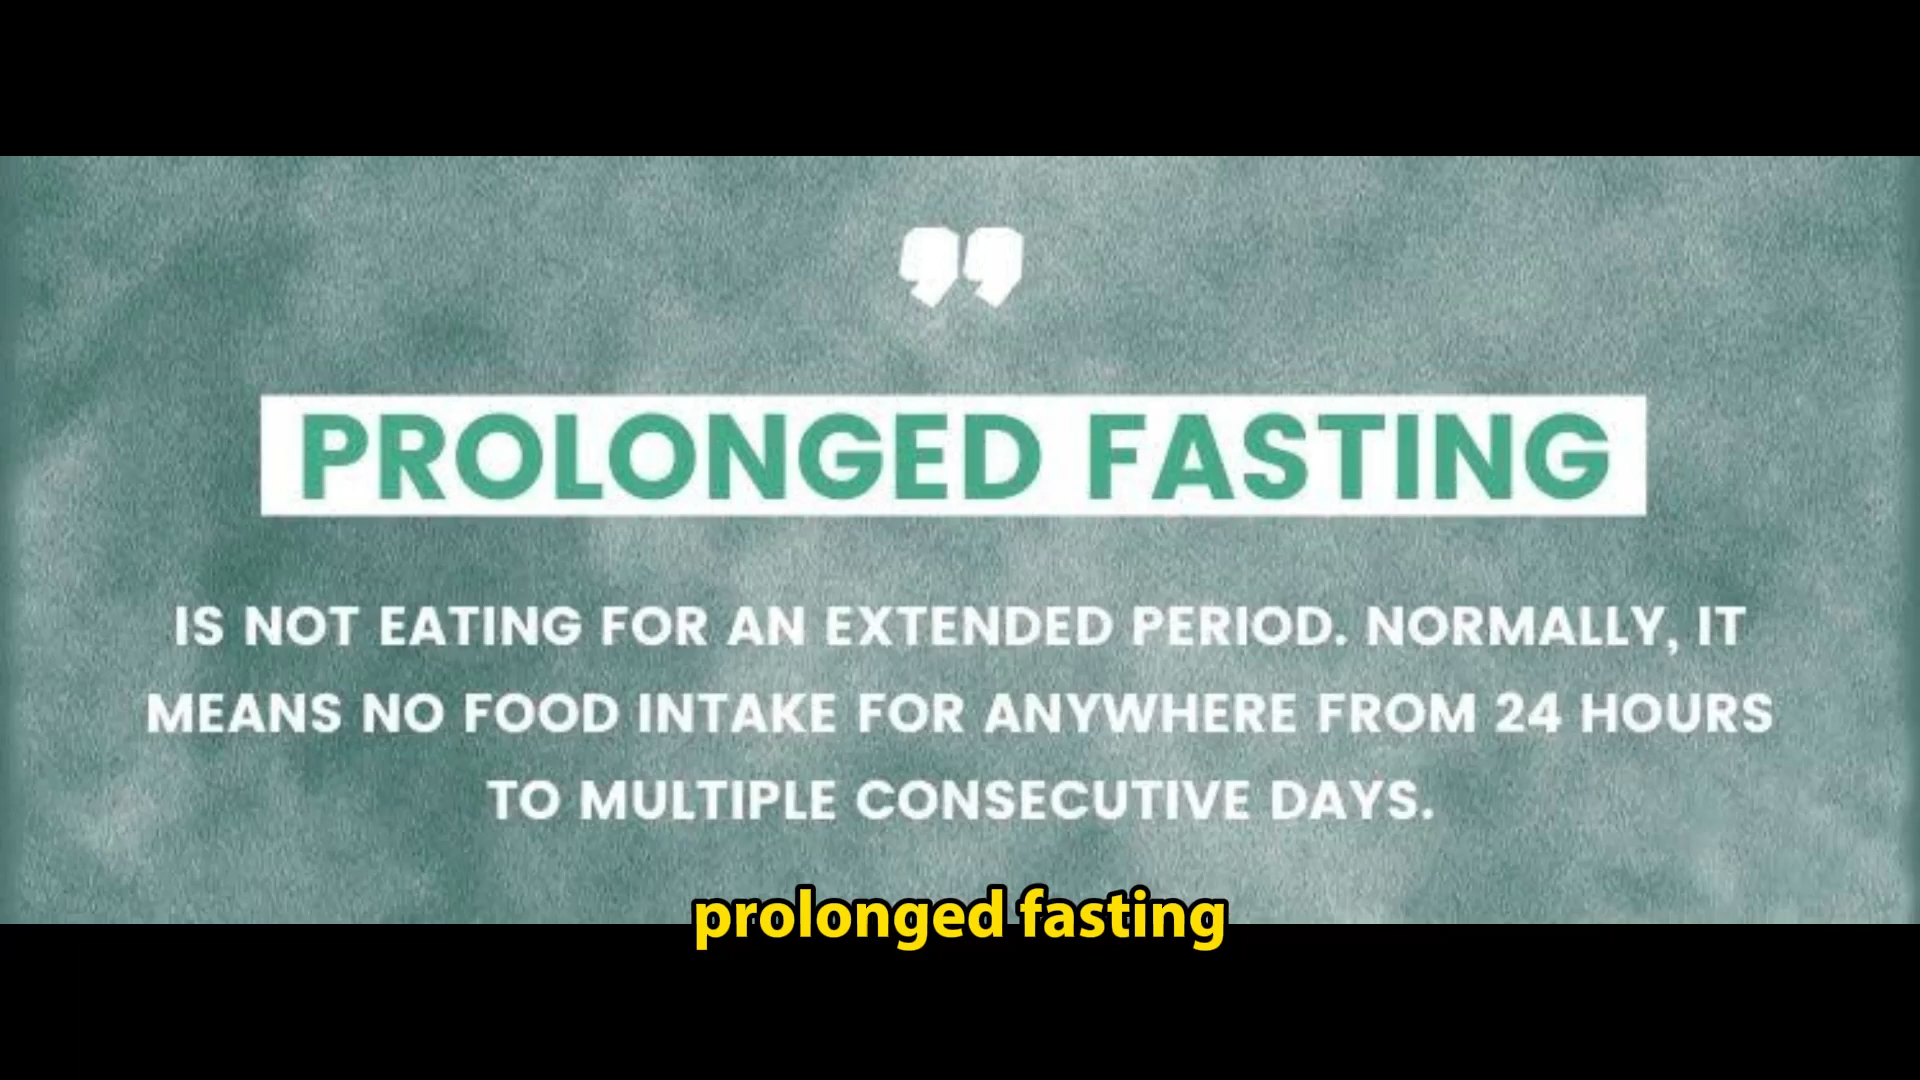 ”
PROLONGED FASTING
IS NOT EATING FOR AN EXTENDED PERIOD. NORMALLY, IT
MEANS NO FOOD INTAKE FOR ANYWHERE FROM 24 HOURS
TO MULTIPLE CONSECUTIVE DAYS.
prolonged fasting